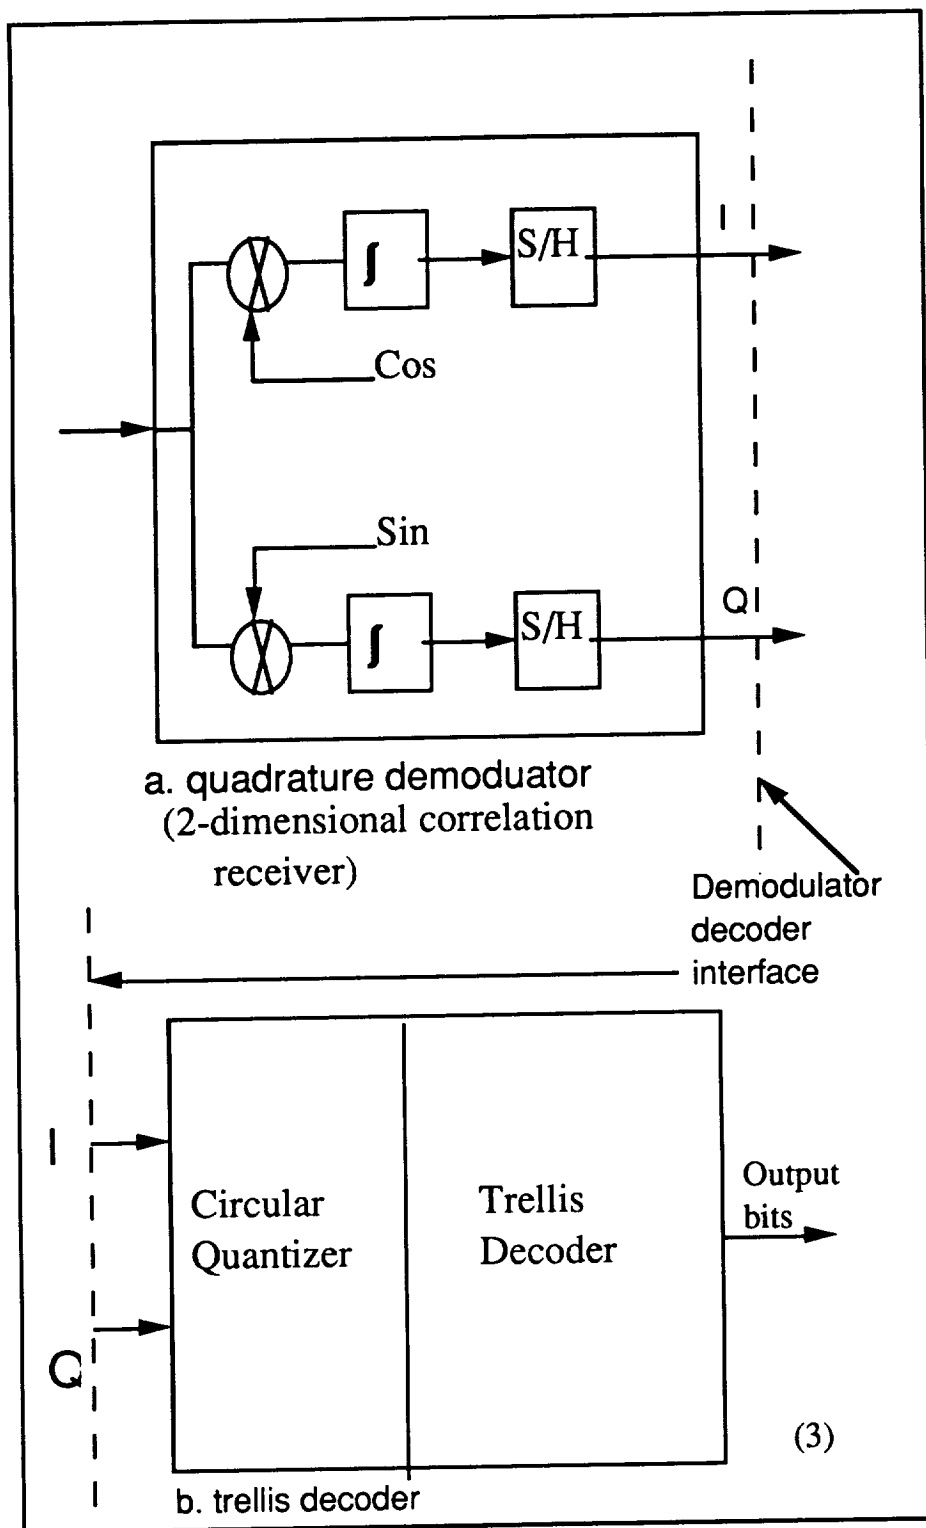 I
S/H
∫
Cos
Sin
Q
S/H
∫
a. quadrature demoduator
(2-dimensional correlation
receiver)
Demodulator
decoder
interface
I
Circular
Quantizer
Trellis
Decoder
Output
bits
Q
(3)
b. trellis decoder